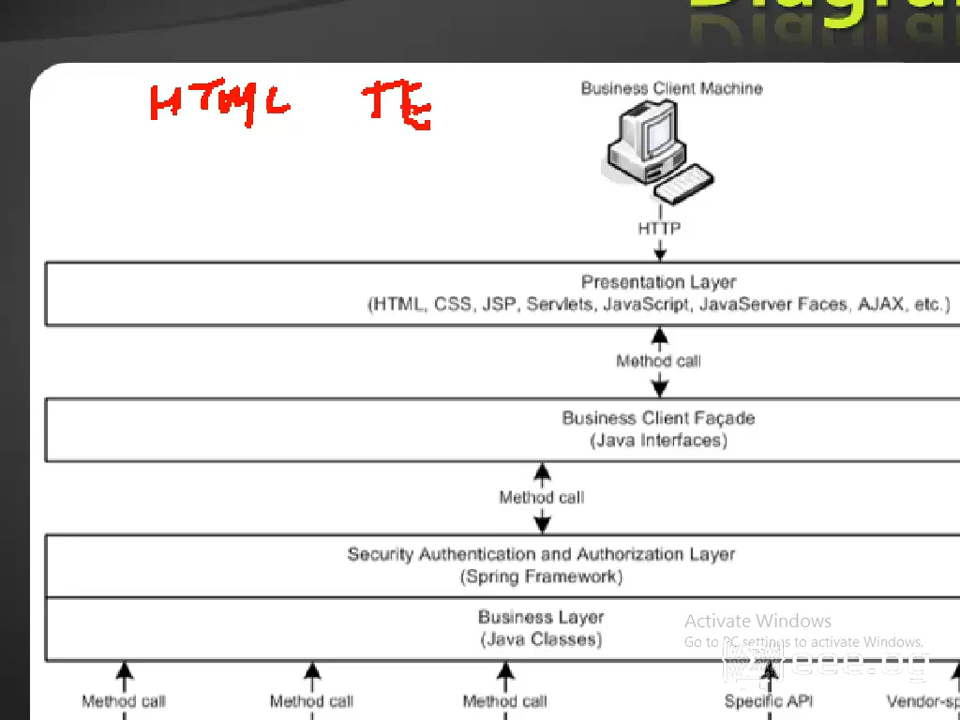 HTML TE
Business Client Machine
HTTP
Presentation Layer
(HTML, CSS, JSP, Servlets, JavaScript, JavaServer Faces, AJAX, etc.)
Method call
Business Client Façade
(Java Interfaces)
Method call
Security Authentication and Authorization Layer
(Spring Framework)
Business Layer
(Java Classes)
Activate Windows
Go to PC settings to activate Windows.
Method call Method call Method call Specific API Vendor-sp